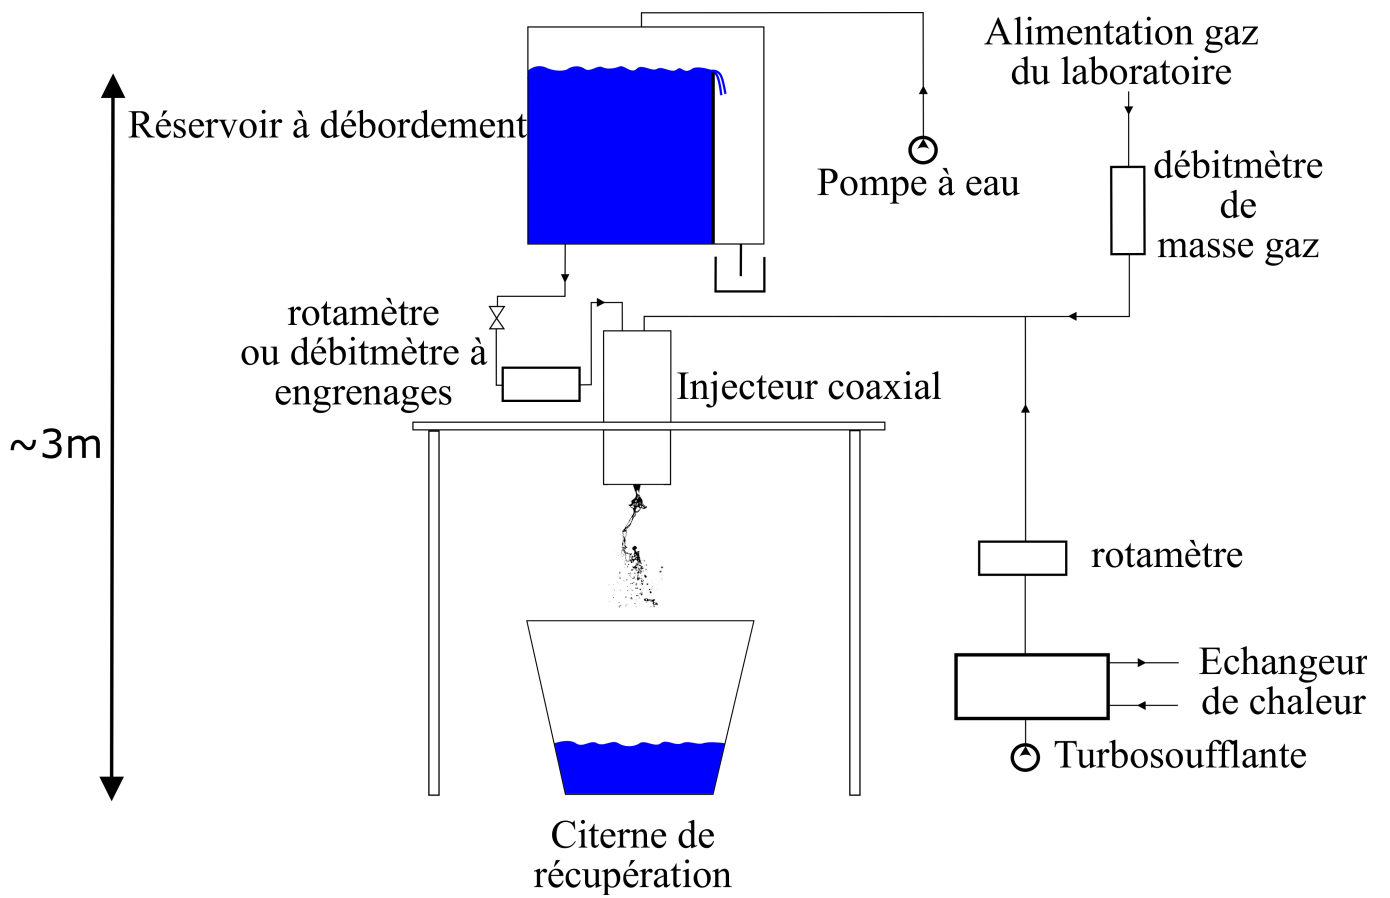 Alimentation gaz
du laboratoire
Réservoir à débordement
Pompe à eau
débitmètre
de
masse gaz
rotamètre
ou débitmètre à
engrenages
Injecteur coaxial
~3m
rotamètre
Echangeur
de chaleur
Turbosoufflante
Citerne de
récupération